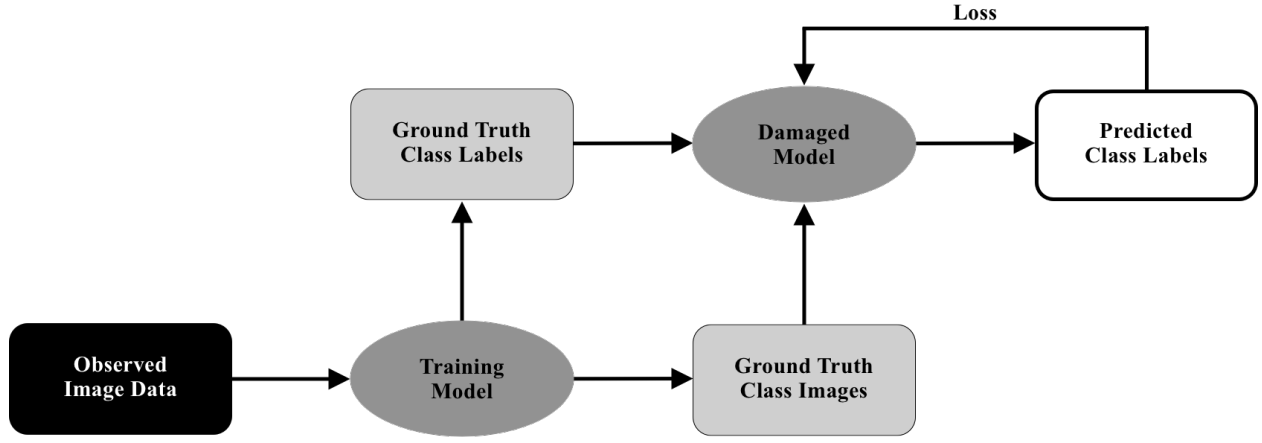 Loss
Ground Truth
Class Labels
Damaged
Model
Predicted
Class Labels
Observed
Image Data
Training
Model
Ground Truth
Class Images